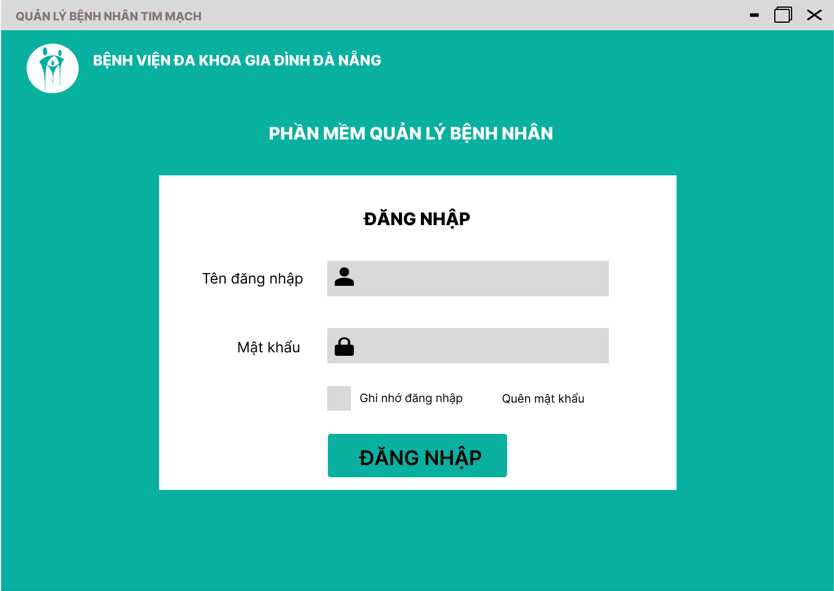 QUẢN LÝ BỆNH NHÂN TIM MẠCH
BỆNH VIỆN ĐA KHOA GIA ĐÌNH ĐÀ NẴNG
PHẦN MỀM QUẢN LÝ BỆNH NHÂN
ĐĂNG NHẬP
Tên đăng nhập
Mật khẩu
Ghi nhớ đăng nhập
Quên mật khẩu
ĐĂNG NHẬP